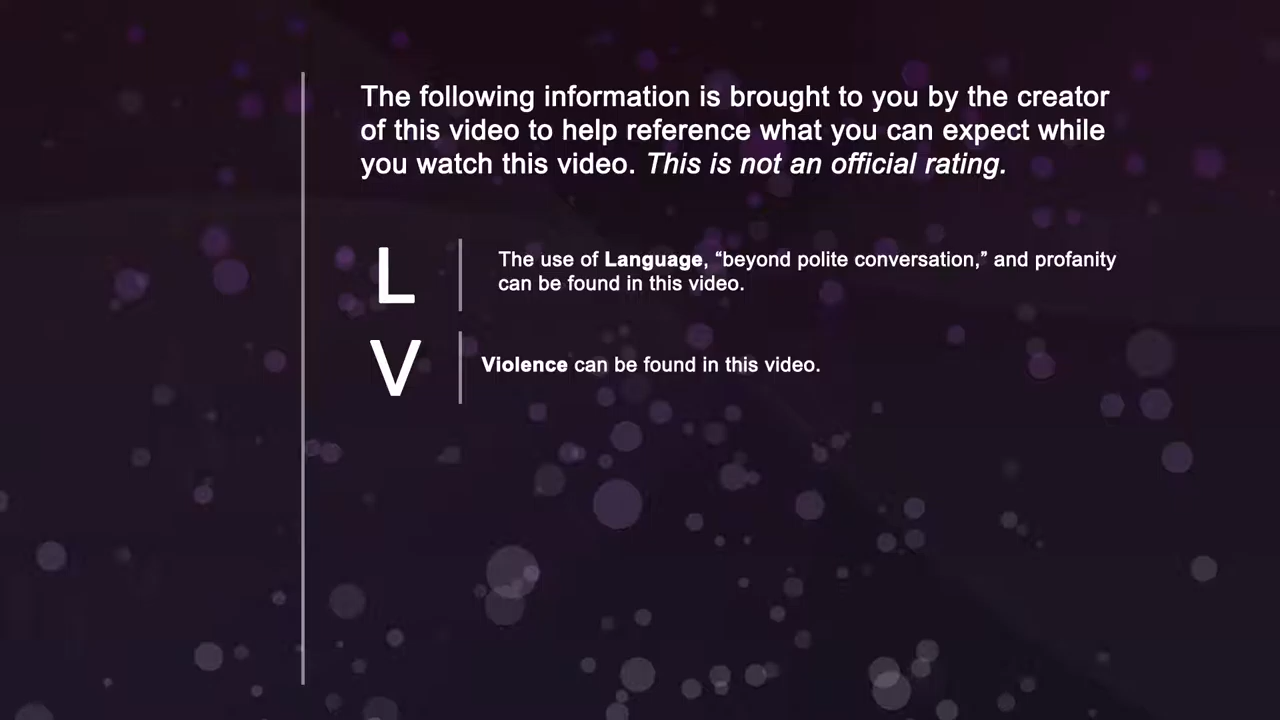 The following information is brought to you by the creator
of this video to help reference what you can expect while
you watch this video. This is not an official rating.
L
The use of Language, “beyond polite conversation,” and profanity
can be found in this video.
V
Violence can be found in this video.